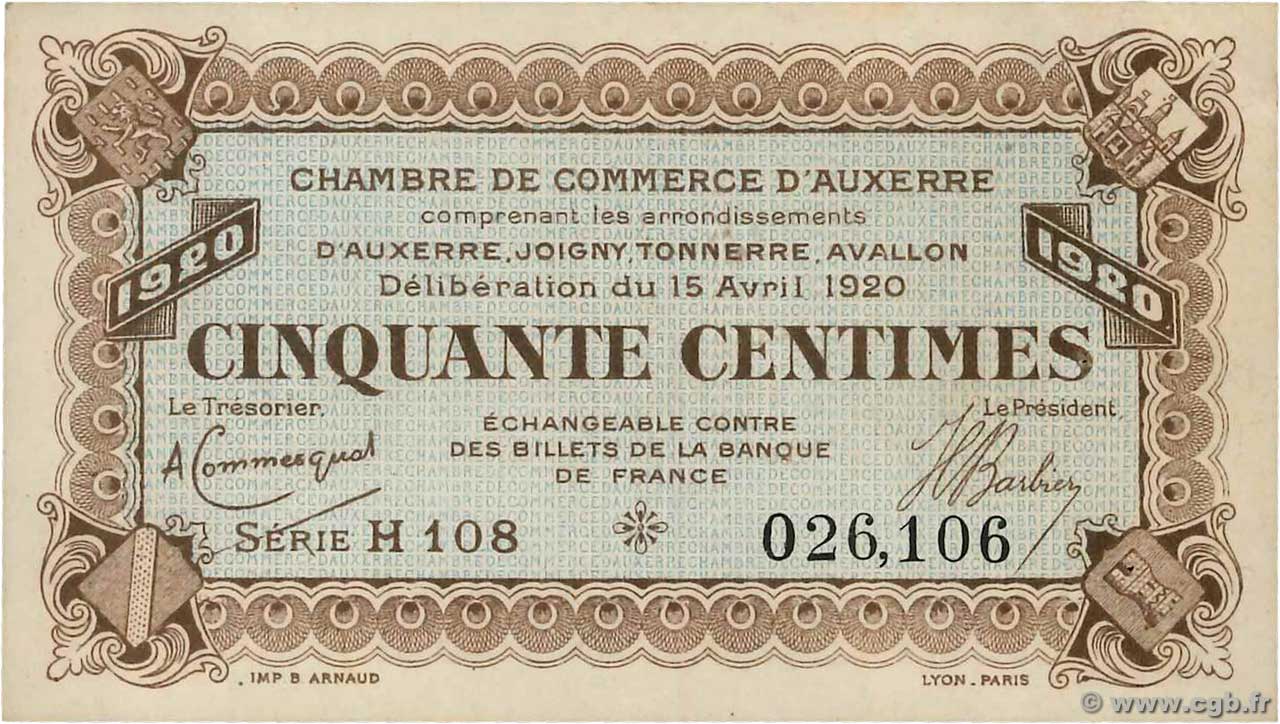 CHAMBRE DE COMMERCE D'AUXERRE
comprenant les arrondissements
D'AUXERRE, JOIGNY, TONNERRE, AVALLON
Délibération du 15 Avril 1920
1920
1920
CINQUANTE CENTIMES
Le Trésorier,
Le Président,
ÉCHANGEABLE CONTRE
DES BILLETS DE LA BANQUE
DE FRANCE
A Commesqual
H Barbier
SÉRIE H 108
026,106
IMP B ARNAUD
LYON-PARIS
© www.cgb.fr